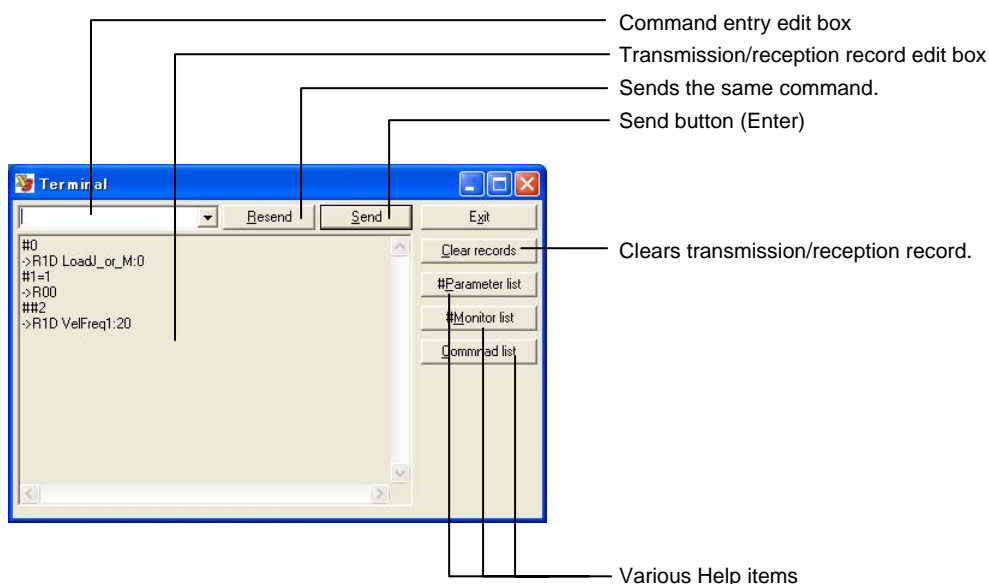 Command entry edit box
Transmission/reception record edit box
Sends the same command.
Send button (Enter)
Terminal
Resend
Send
Exit
#0
->R1D LoadJ_or_M:0
#1=1
->R00
##2
->R1D VelFreq1:20
Clear records
Clears transmission/reception record.
#Parameter list
#Monitor list
Commnad list
Various Help items